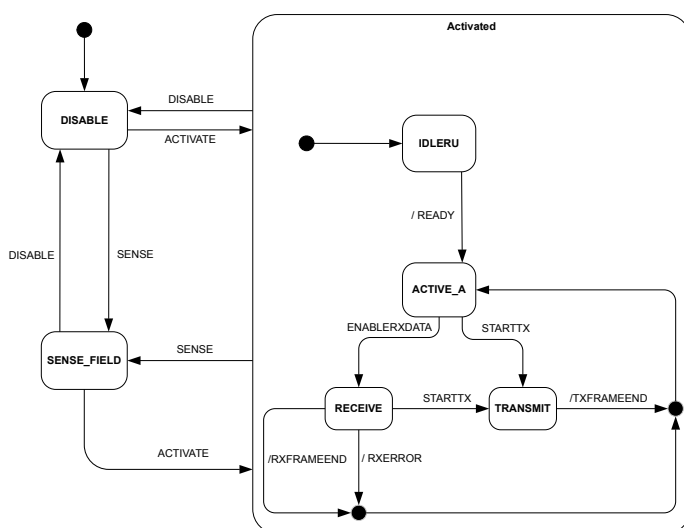 Activated
DISABLE
DISABLE
ACTIVATE
IDLERU
/ READY
DISABLE
SENSE
ACTIVE_A
ENABLERXDATA
STARTTX
SENSE
SENSE_FIELD
RECEIVE
STARTTX
TRANSMIT
/TXFRAMEEND
ACTIVATE
/RXFRAMEEND
/ RXERROR